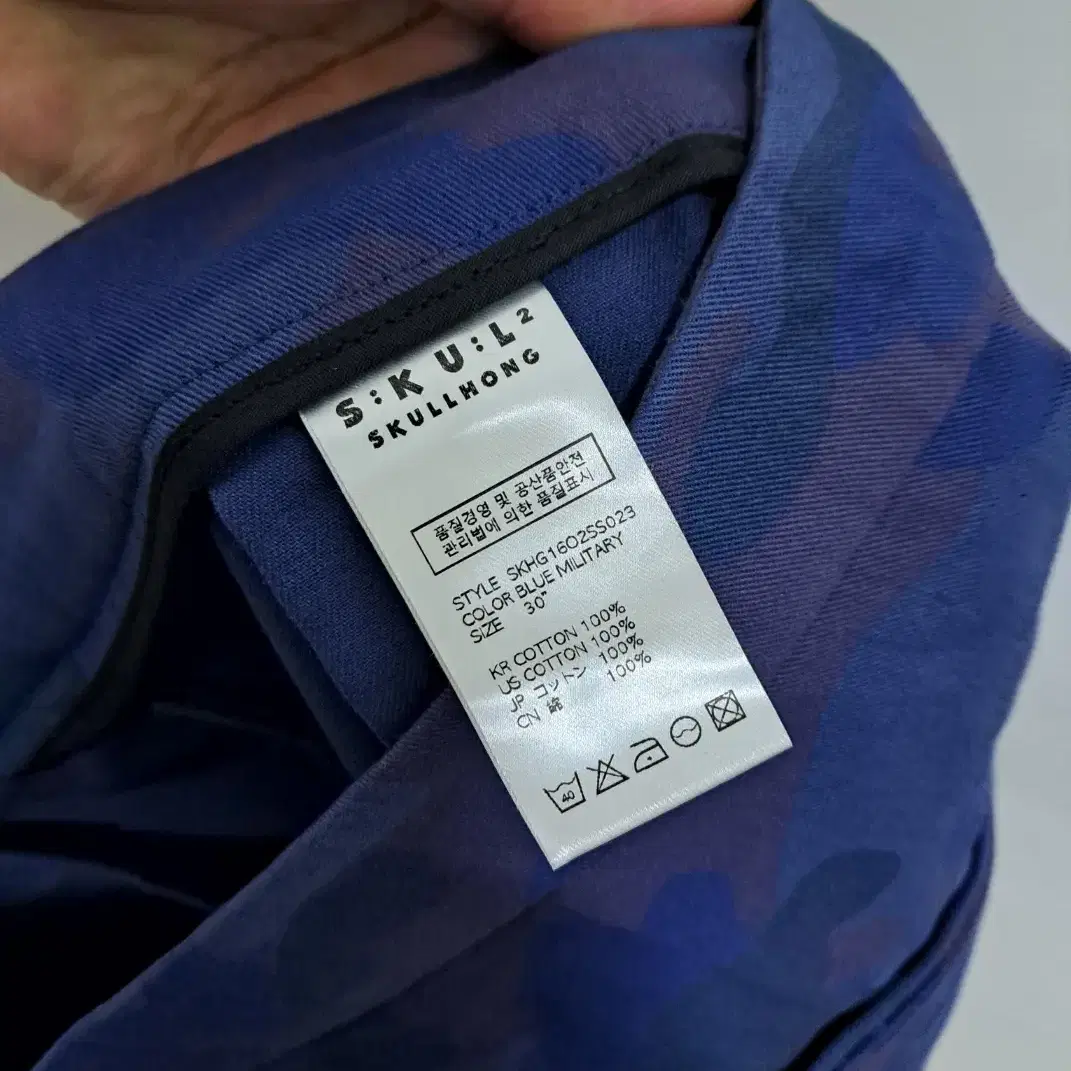 S:K U:L²
SKULLHONG
품질경영 및 공산품안전
관리법에 의한 품질표시
STYLE SKHG1602SS023
COLOR BLUE MILITARY
SIZE 30"
KR COTTON 100%
US COTTON 100%
JP コットン 100%
CN 綿 100%
40